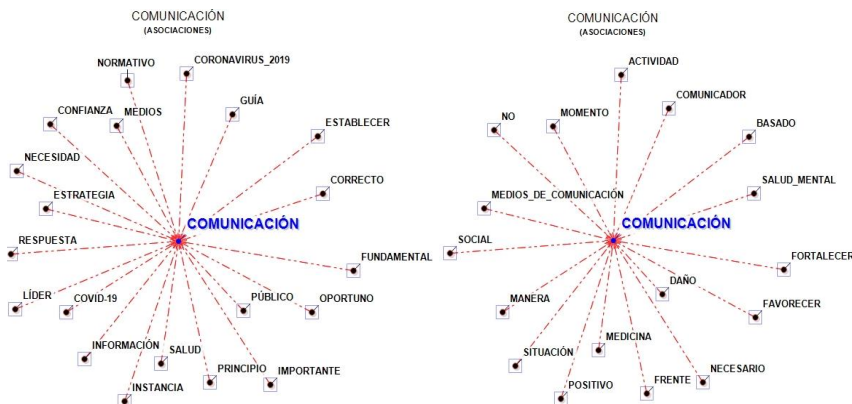 COMUNICACIÓN
(ASOCIACIONES)
NORMATIVO
CORONAVIRUS_2019
CONFIANZA
MEDIOS
GUÍA
ESTABLECER
NECESIDAD
CORRECTO
ESTRATEGIA
COMUNICACIÓN
RESPUESTA
FUNDAMENTAL
LÍDER
COVID-19
PÚBLICO
OPORTUNO
INFORMACIÓN
SALUD
PRINCIPIO
IMPORTANTE
INSTANCIA
COMUNICACIÓN
(ASOCIACIONES)
ACTIVIDAD
NO
MOMENTO
COMUNICADOR
BASADO
MEDIOS_DE_COMUNICACIÓN
SALUD_MENTAL
COMUNICACIÓN
SOCIAL
FORTALECER
MANERA
DAÑO
FAVORECER
SITUACIÓN
MEDICINA
POSITIVO
FRENTE
NECESARIO